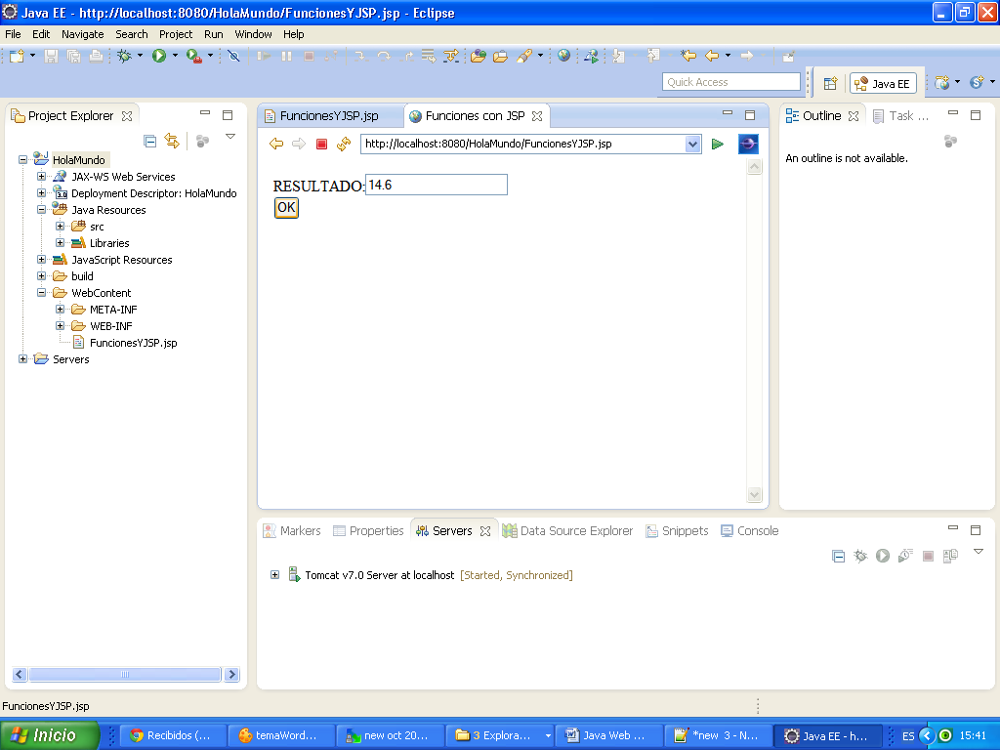 Java EE - http://localhost:8080/HolaMundo/FuncionesYJSP.jsp - Eclipse
File Edit Navigate Search Project Run Window Help
Quick Access
Java EE
Project Explorer
HolaMundo
JAX-WS Web Services
3.0 Deployment Descriptor: HolaMundo
Java Resources
src
Libraries
JavaScript Resources
build
WebContent
META-INF
WEB-INF
FuncionesYJSP.jsp
Servers
FuncionesYJSP.jsp Funciones con JSP
http://localhost:8080/HolaMundo/FuncionesYJSP.jsp
RESULTADO: 14.6
OK
Outline Task ...
An outline is not available.
Markers Properties Servers Data Source Explorer Snippets Console
Tomcat v7.0 Server at localhost [Started, Synchronized]
FuncionesYJSP.jsp
Inicio Recibidos (... temaWord... new oct 20... 3 Explora... Java Web ... *new 3 - N... Java EE - h... ES 15:41